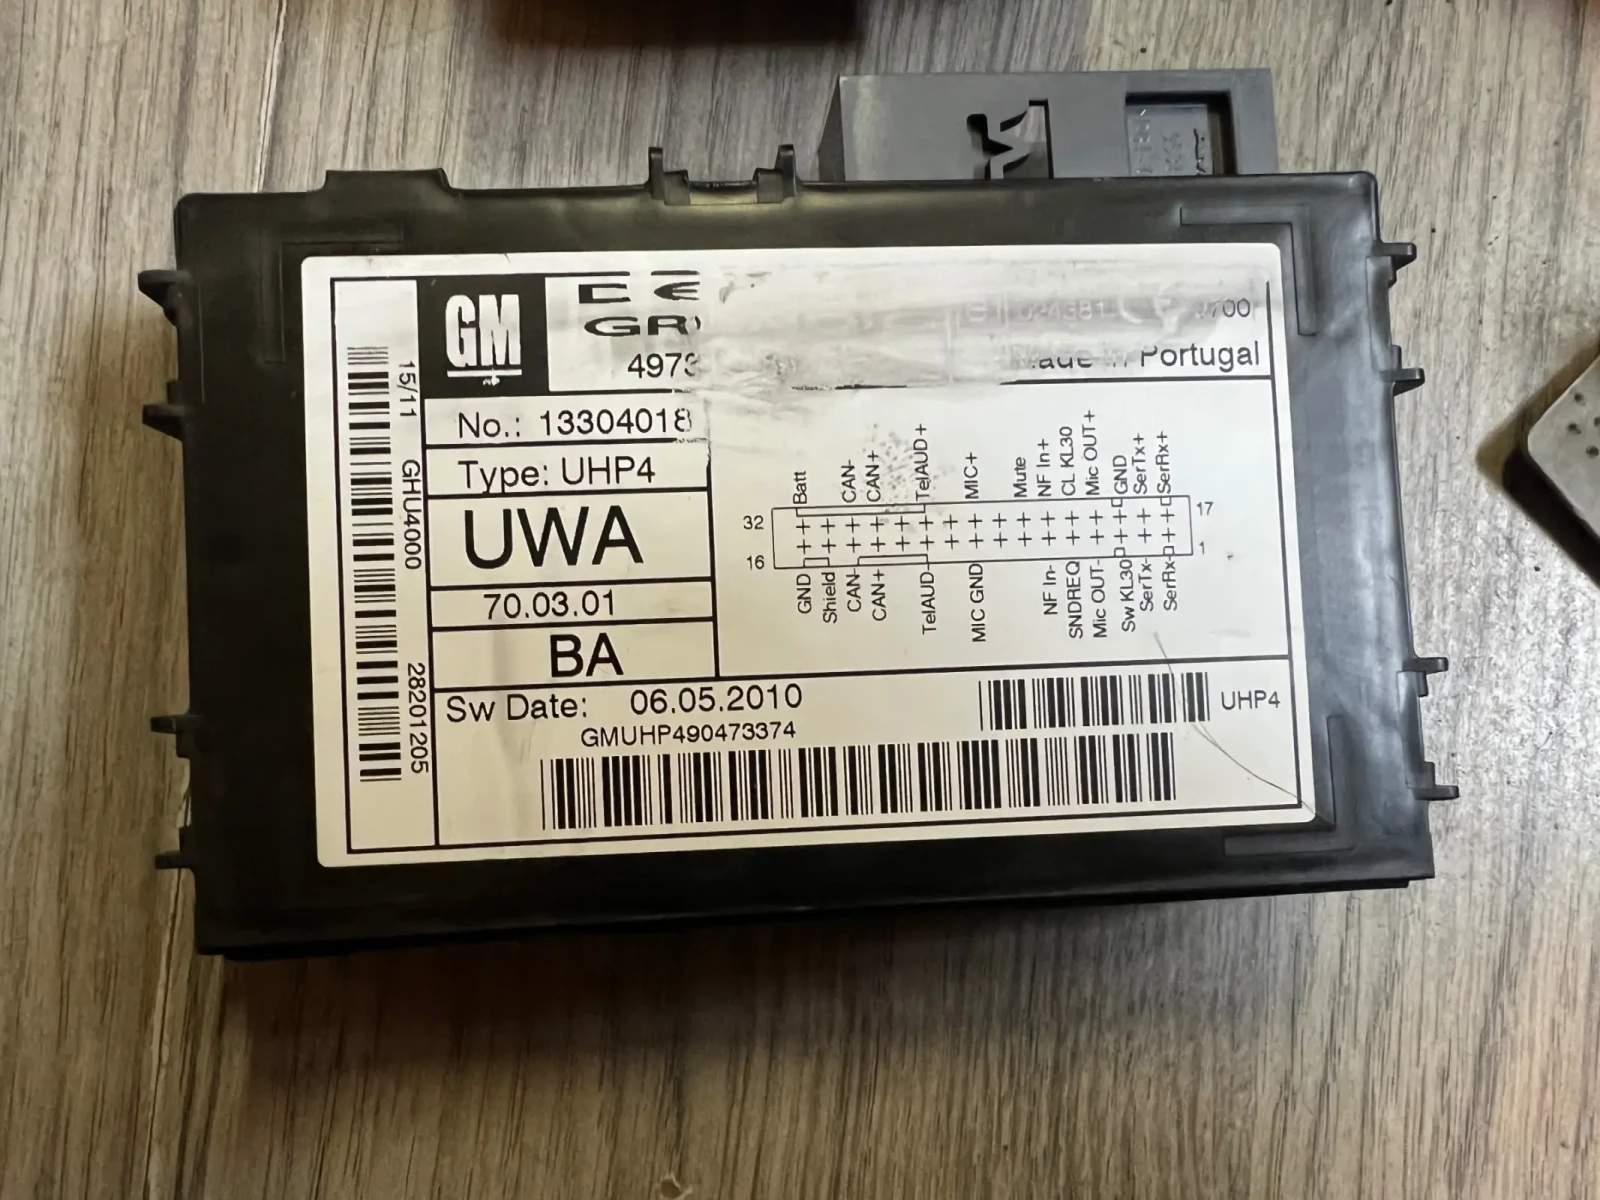 15/11
GHU4000
28201205
GM
No.: 13304018
Type: UHP4
UWA
70.03.01
BA
Portugal
Batt
CAN-
CAN+
TelAUD+
MIC+
Mute
NF In+
CL KL30
Mic OUT+
GND
SerTx+
SerRx+
32
17
16
1
GND
Shield
CAN-
CAN+
TelAUD-
MIC GND
NF In-
SNDREQ
Mic OUT-
Sw KL30
SerTx-
SerRx-
Sw Date: 06.05.2010
GMUHP490473374
UHP4